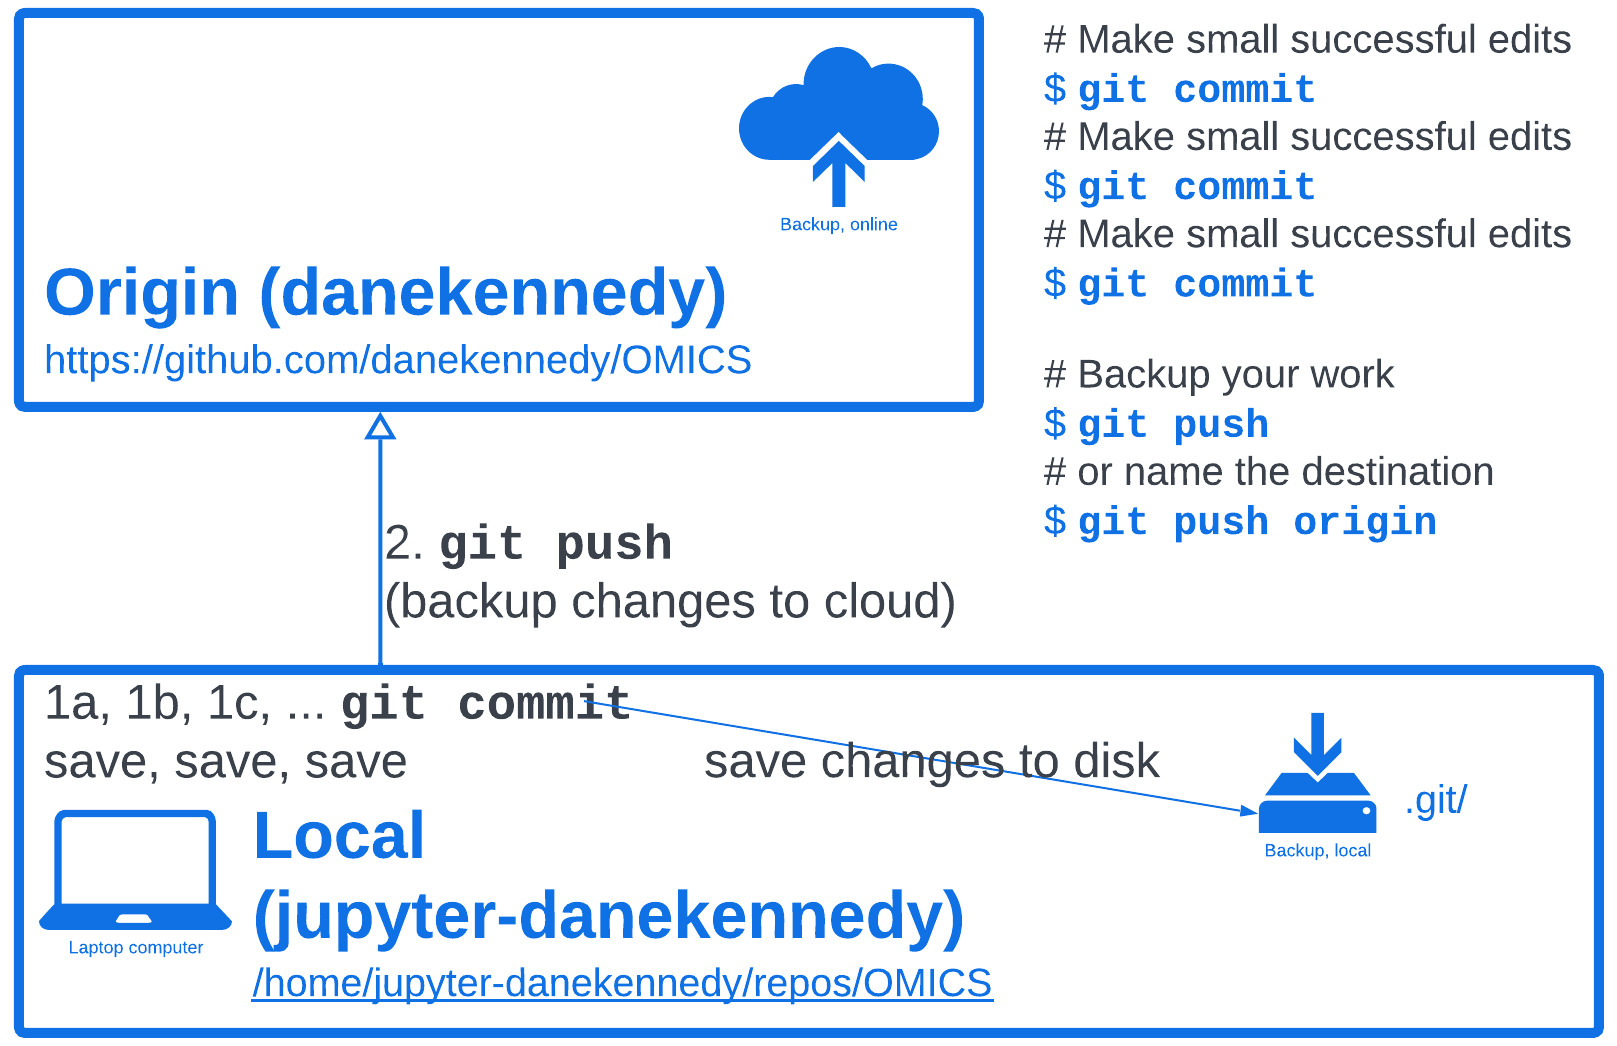 Backup, online
Origin (danekennedy)
https://github.com/danekennedy/OMICS
# Make small successful edits
$ git commit
# Make small successful edits
$ git commit
# Make small successful edits
$ git commit
# Backup your work
$ git push
# or name the destination
$ git push origin
2. git push
(backup changes to cloud)
1a, 1b, 1c, ... git commit
save, save, save
save changes to disk
.git/
Backup, local
Laptop computer
Local
(jupyter-danekennedy)
/home/jupyter-danekennedy/repos/OMICS